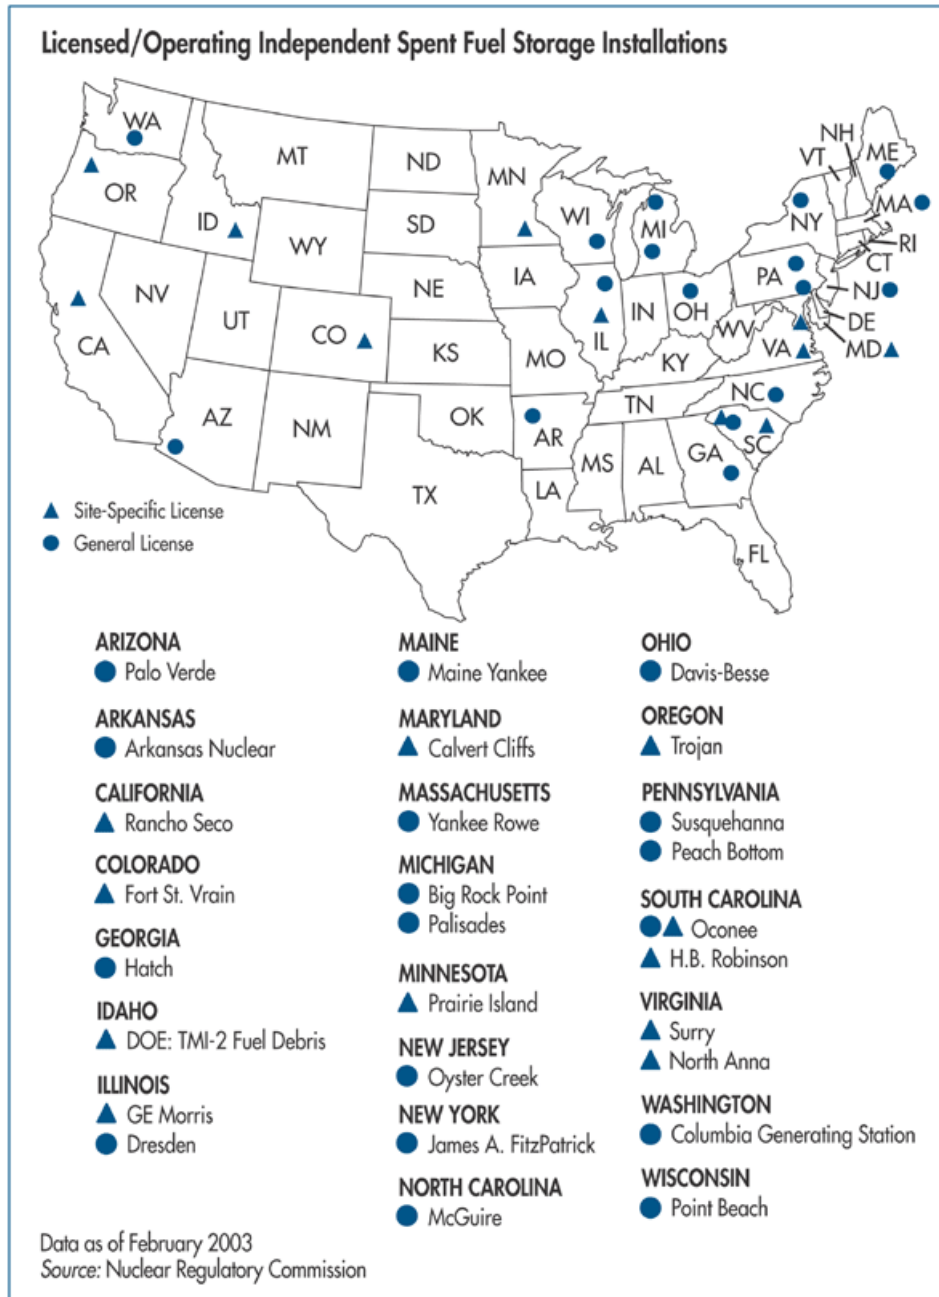 Licensed/Operating Independent Spent Fuel Storage Installations
WA
MT
ND
MN
NH
VT
ME
OR
ID
SD
WI
MI
NY
MA
WY
RI
CT
IA
NE
PA
NV
UT
CO
IL
IN
OH
NJ
DE
CA
KS
MO
WV
VA
MD
KY
AZ
NM
OK
AR
TN
NC
SC
MS
AL
GA
TX
LA
FL
Site-Specific License
General License
ARIZONA
Palo Verde
ARKANSAS
Arkansas Nuclear
CALIFORNIA
Rancho Seco
COLORADO
Fort St. Vrain
GEORGIA
Hatch
IDAHO
DOE: TMI-2 Fuel Debris
ILLINOIS
GE Morris
Dresden
MAINE
Maine Yankee
MARYLAND
Calvert Cliffs
MASSACHUSETTS
Yankee Rowe
MICHIGAN
Big Rock Point
Palisades
MINNESOTA
Prairie Island
NEW JERSEY
Oyster Creek
NEW YORK
James A. FitzPatrick
NORTH CAROLINA
McGuire
OHIO
Davis-Besse
OREGON
Trojan
PENNSYLVANIA
Susquehanna
Peach Bottom
SOUTH CAROLINA
Oconee
H.B. Robinson
VIRGINIA
Surry
North Anna
WASHINGTON
Columbia Generating Station
WISCONSIN
Point Beach
Data as of February 2003
Source: Nuclear Regulatory Commission